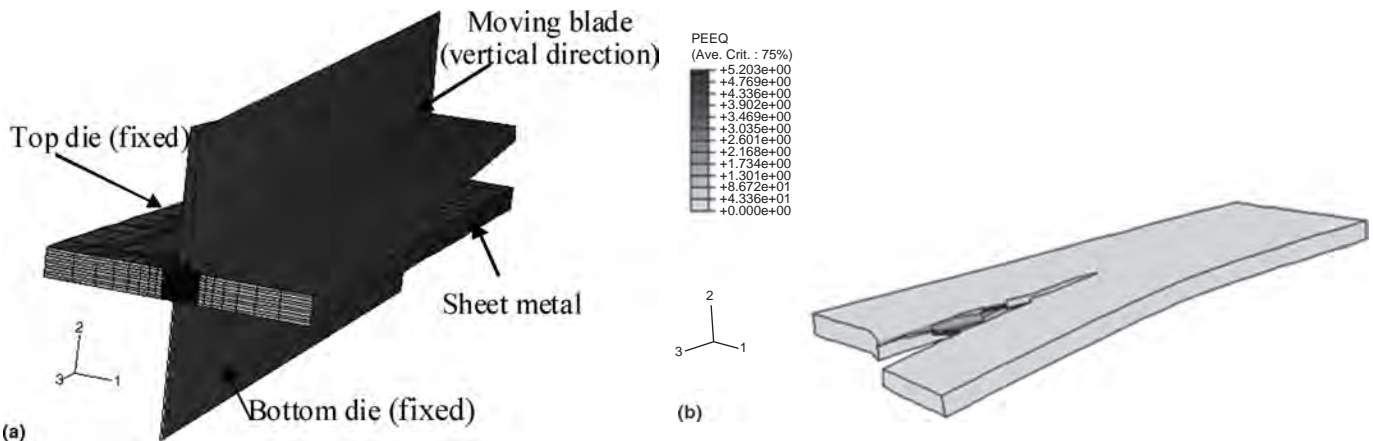 Moving blade
(vertical direction)
Top die (fixed)
Sheet metal
Bottom die (fixed)
2
3
1
(a)
PEEQ
(Ave. Crit. : 75%)
+5.203e+00
+4.769e+00
+4.336e+00
+3.902e+00
+3.469e+00
+3.035e+00
+2.601e+00
+2.168e+00
+1.734e+00
+1.301e+00
+8.672e+01
+4.336e+01
+0.000e+00
2
3
1
(b)